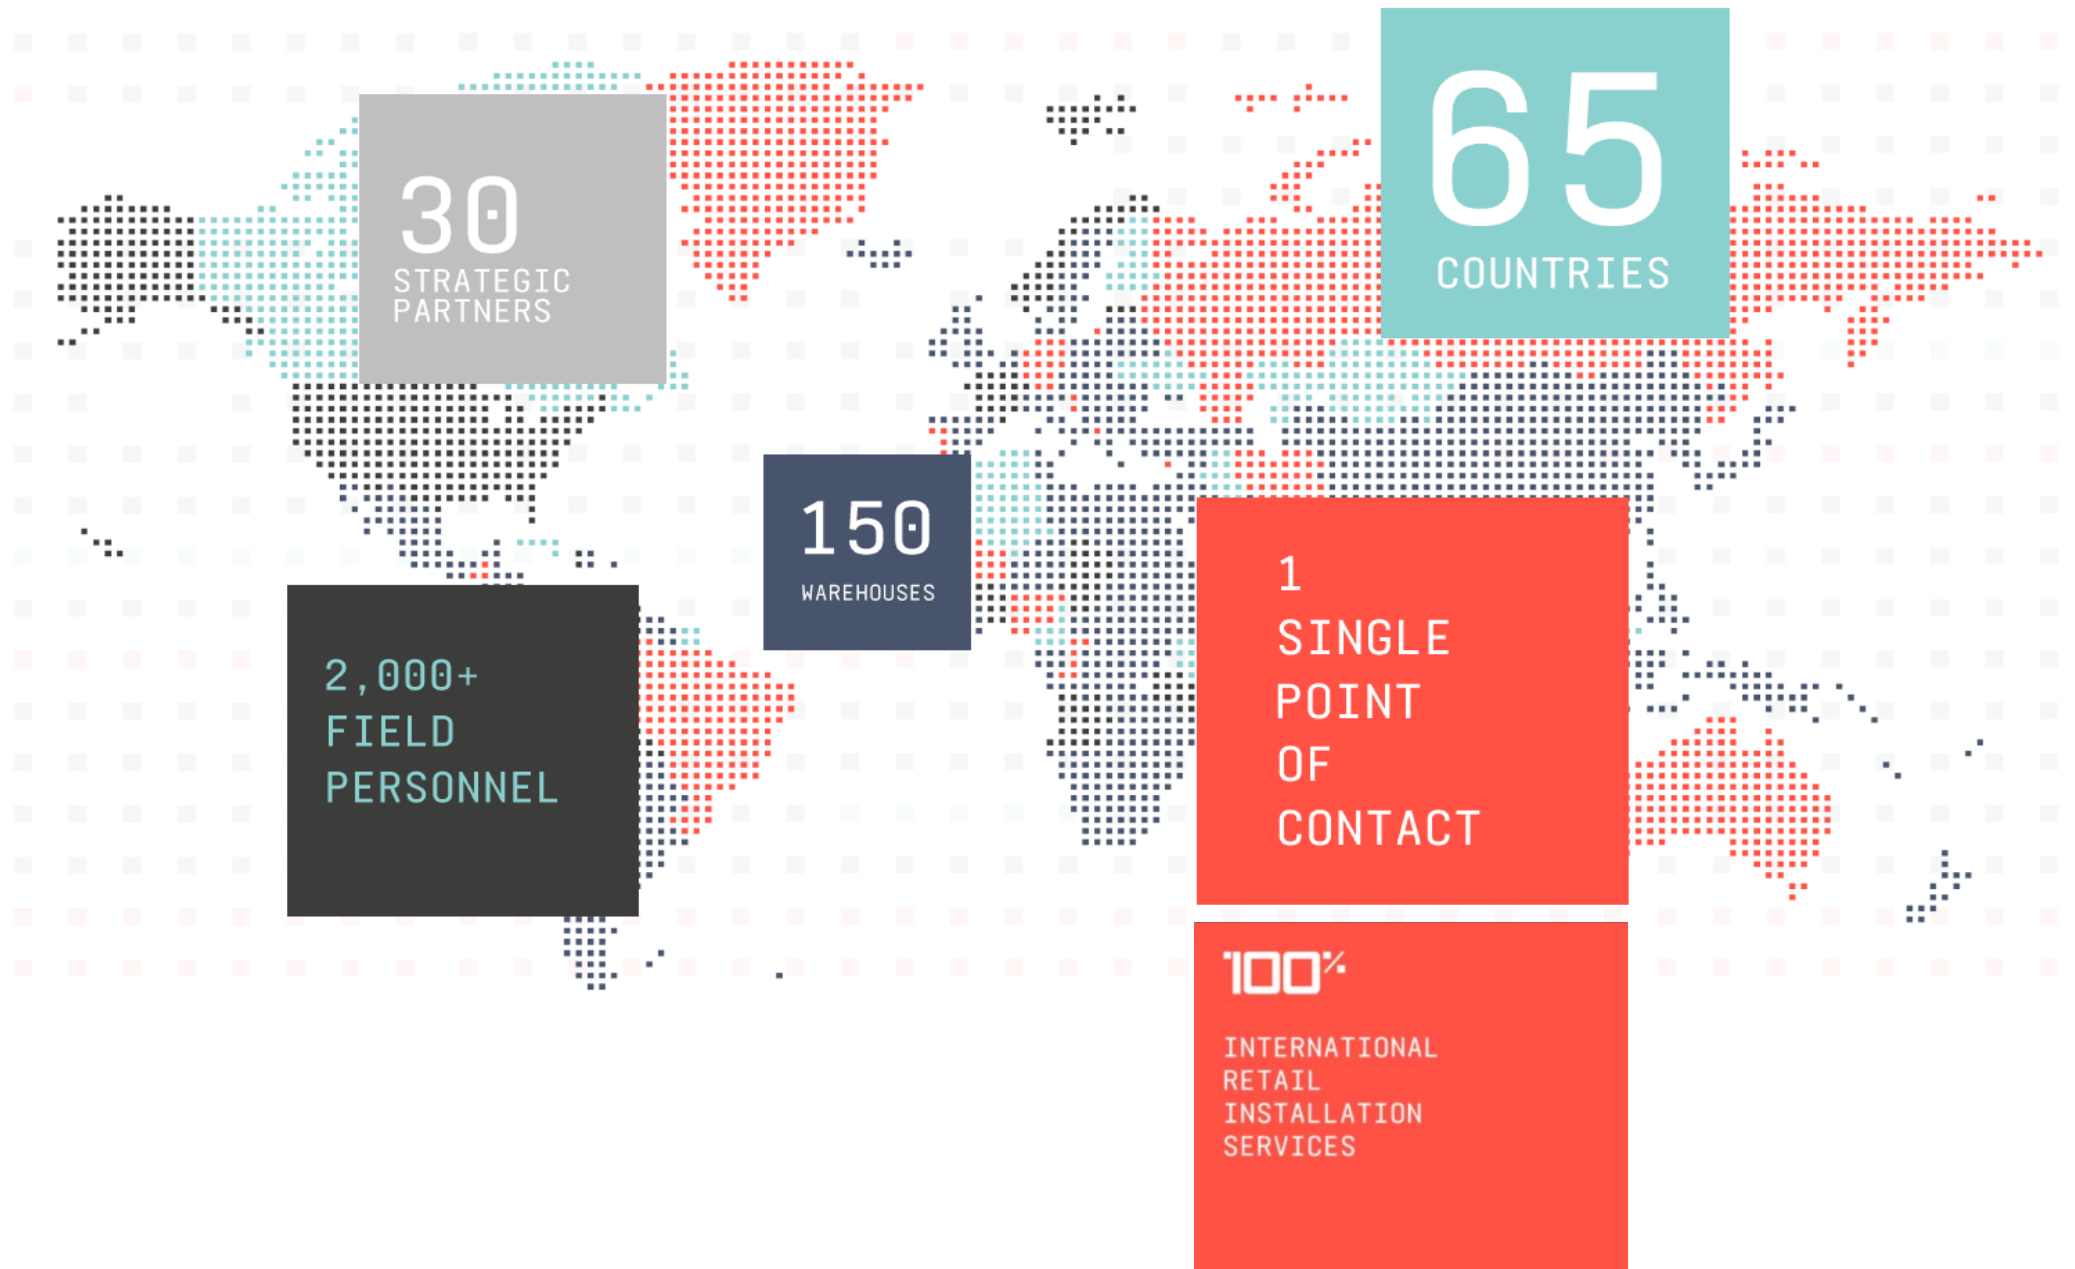 65
COUNTRIES
30
STRATEGIC
PARTNERS
150
WAREHOUSES
1
SINGLE
POINT
OF
CONTACT
2,000+
FIELD
PERSONNEL
100%
INTERNATIONAL
RETAIL
INSTALLATION
SERVICES